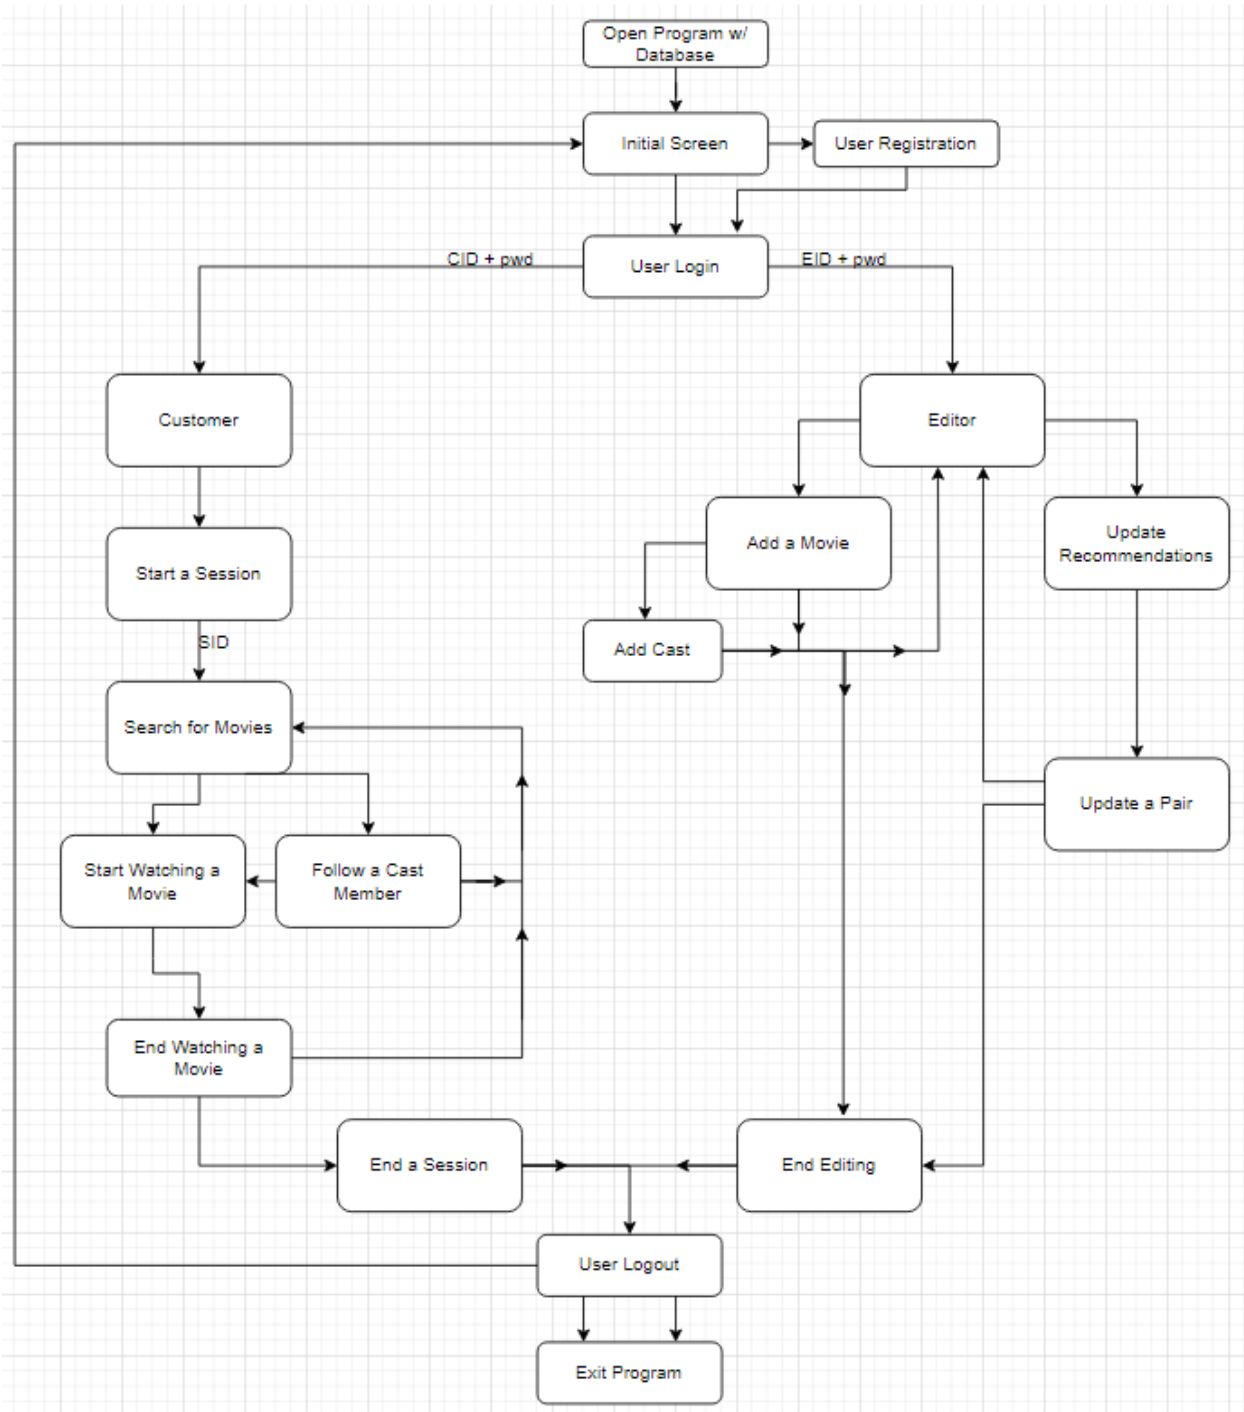 Open Program w/
Database
Initial Screen
User Registration
CID + pwd
User Login
EID + pwd
Customer
Editor
Start a Session
Add a Movie
Update
Recommendations
SID
Add Cast
Search for Movies
Update a Pair
Start Watching a
Movie
Follow a Cast
Member
End Watching a
Movie
End a Session
End Editing
User Logout
Exit Program